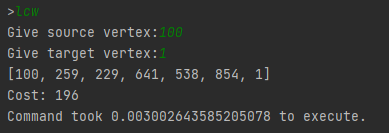 >lcw
Give source vertex:100
Give target vertex:1
[100, 259, 229, 641, 538, 854, 1]
Cost: 196
Command took 0.003002643585205078 to execute.